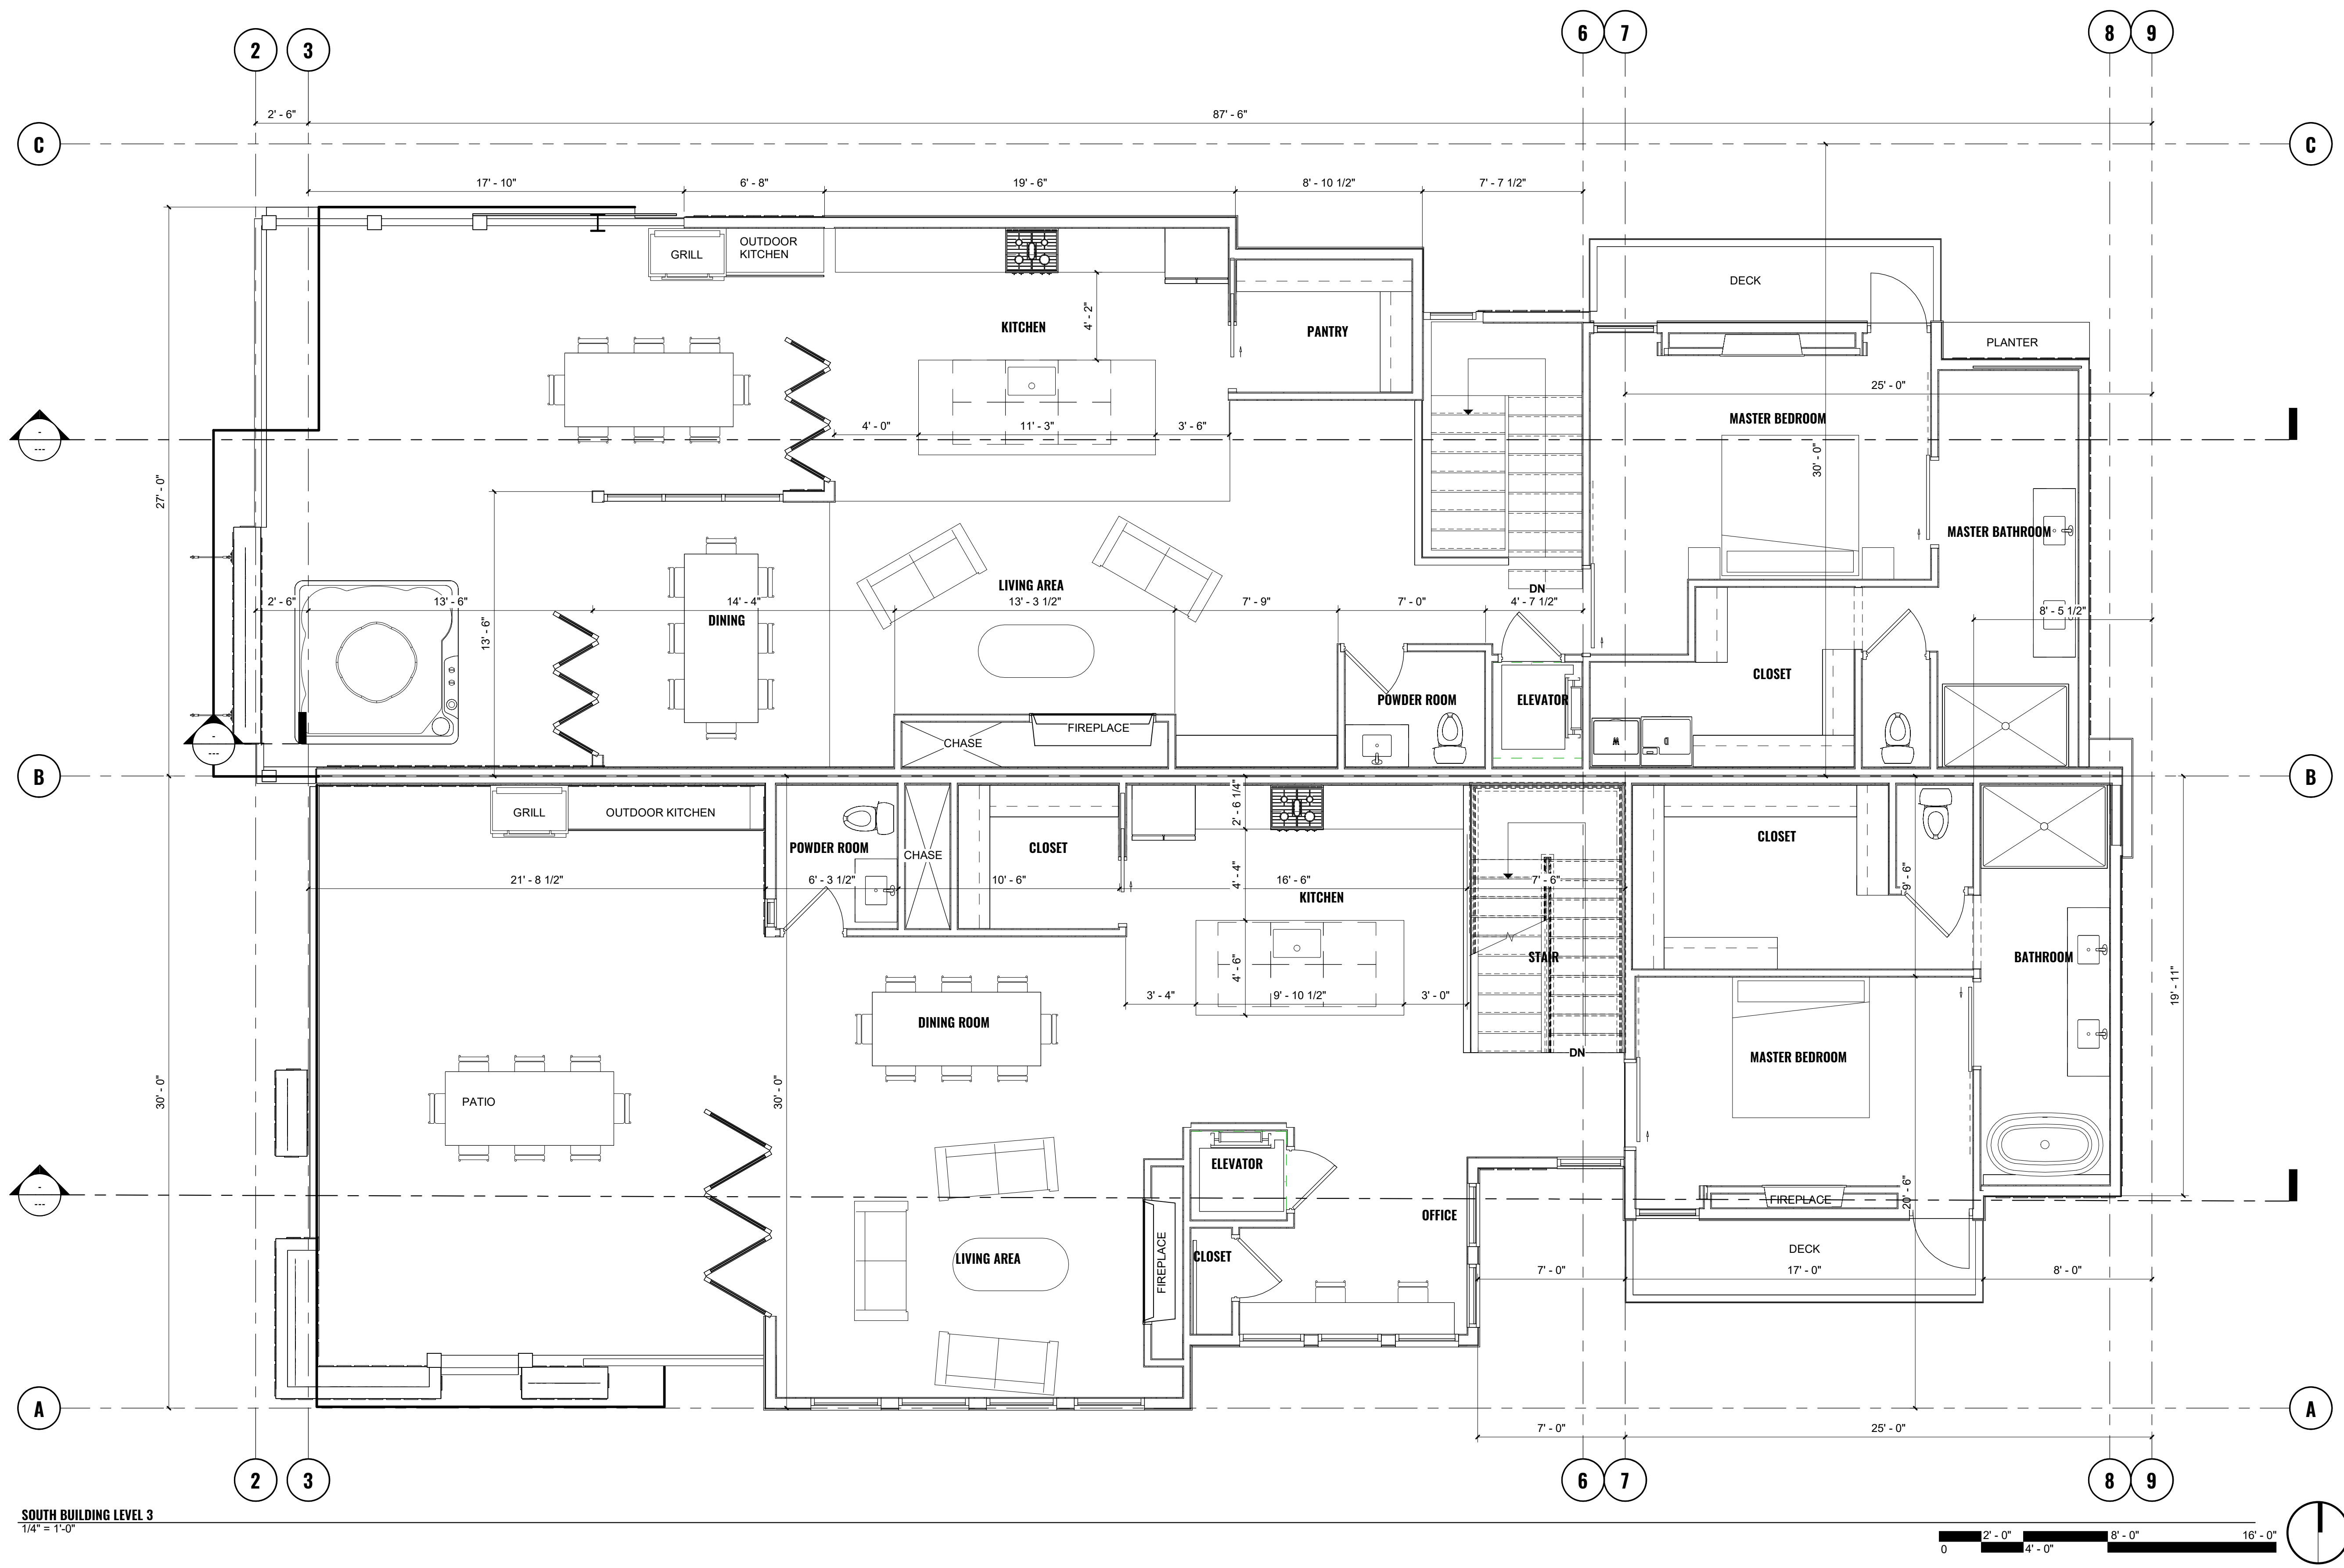 2
3
6
7
8
9
2' - 6"
87' - 6"
C
C
17' - 10"
6' - 8"
19' - 6"
8' - 10 1/2"
7' - 7 1/2"
GRILL
OUTDOOR
KITCHEN
DECK
KITCHEN
4' - 2"
PANTRY
PLANTER
25' - 0"
MASTER BEDROOM
4' - 0"
11' - 3"
3' - 6"
-
---
30' - 0"
27' - 0"
MASTER BATHROOM
LIVING AREA
DN
2' - 6"
13' - 6"
14' - 4"
13' - 3 1/2"
7' - 9"
7' - 0"
4' - 7 1/2"
8' - 5 1/2"
DINING
13' - 6"
CLOSET
POWDER ROOM
ELEVATOR
FIREPLACE
CHASE
W
D
-
---
B
B
GRILL
OUTDOOR KITCHEN
2' - 6 1/4"
POWDER ROOM
CHASE
CLOSET
CLOSET
21' - 8 1/2"
6' - 3 1/2"
10' - 6"
4' - 4"
16' - 6"
7' - 6"
9' - 6"
KITCHEN
STAIR
BATHROOM
4' - 6"
3' - 4"
9' - 10 1/2"
3' - 0"
19' - 11"
DINING ROOM
DN
MASTER BEDROOM
30' - 0"
30' - 0"
PATIO
ELEVATOR
-
---
FIREPLACE
20' - 6"
OFFICE
DECK
LIVING AREA
FIREPLACE
CLOSET
7' - 0"
17' - 0"
8' - 0"
A
A
7' - 0"
25' - 0"
2
3
6
7
8
9
SOUTH BUILDING LEVEL 3
1/4" = 1'-0"
2' - 0"
8' - 0"
16' - 0"
0
4' - 0"